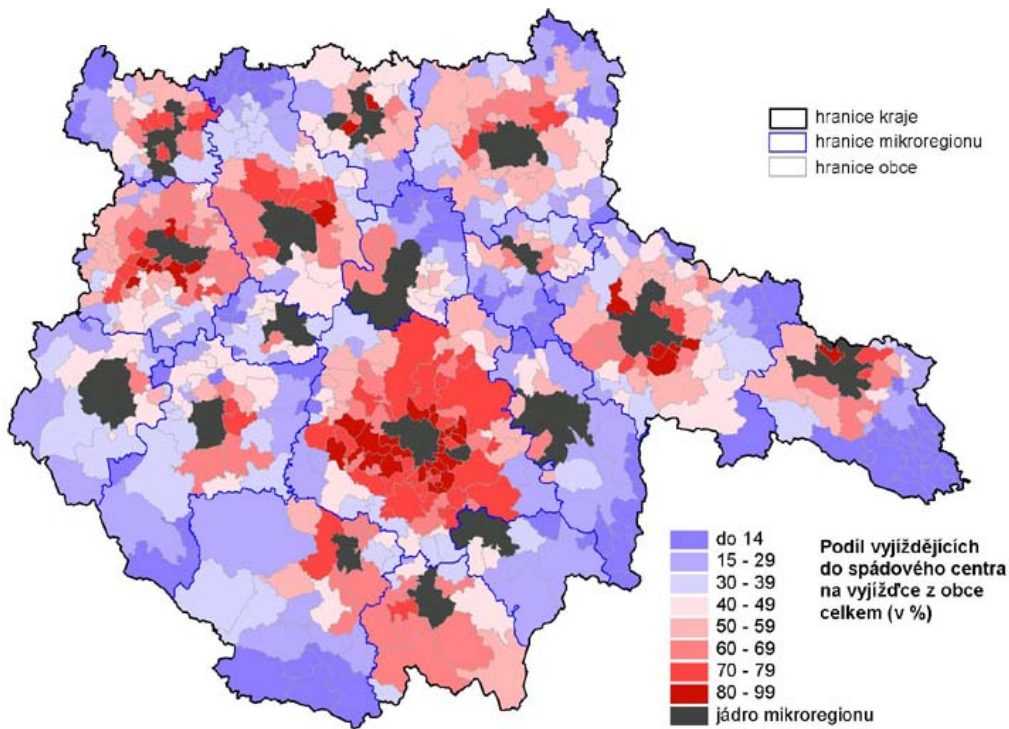 hranice kraje
hranice mikroregionu
hranice obce
do 14
15 - 29
30 - 39
40 - 49
50 - 59
60 - 69
70 - 79
80 - 99
jádro mikroregionu
Podíl vyjíždějících
do spádového centra
na vyjížďce z obce
celkem (v %)